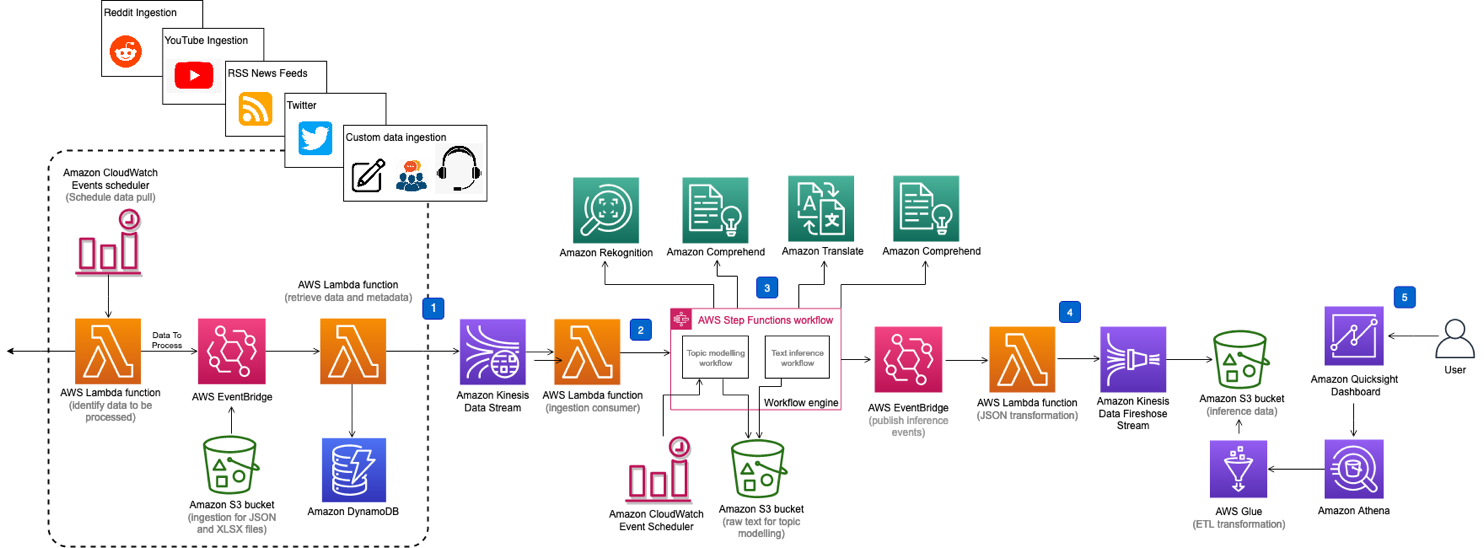 Reddit Ingestion
YouTube Ingestion
RSS News Feeds
Twitter
Custom data ingestion
Amazon CloudWatch
Events scheduler
(Schedule data pull)
AWS Lambda function
(retrieve data and metadata)
1
Data To
Process
AWS Lambda function
(identify data to be
processed)
AWS EventBridge
Amazon S3 bucket
(ingestion for JSON
and XLSX files)
Amazon DynamoDB
Amazon Kinesis
Data Stream
2
AWS Lambda function
(ingestion consumer)
Amazon Rekognition
Amazon Comprehend
A
文
Amazon Translate
Amazon Comprehend
3
AWS Step Functions workflow
Topic modelling
workflow
Text inference
workflow
Workflow engine
Amazon CloudWatch
Event Scheduler
Amazon S3 bucket
(raw text for topic
modelling)
AWS EventBridge
(publish inference
events)
4
AWS Lambda function
(JSON transformation)
Amazon Kinesis
Data Fireshose
Stream
Amazon S3 bucket
(inference data)
AWS Glue
(ETL transformation)
5
Amazon Quicksight
Dashboard
Amazon Athena
User